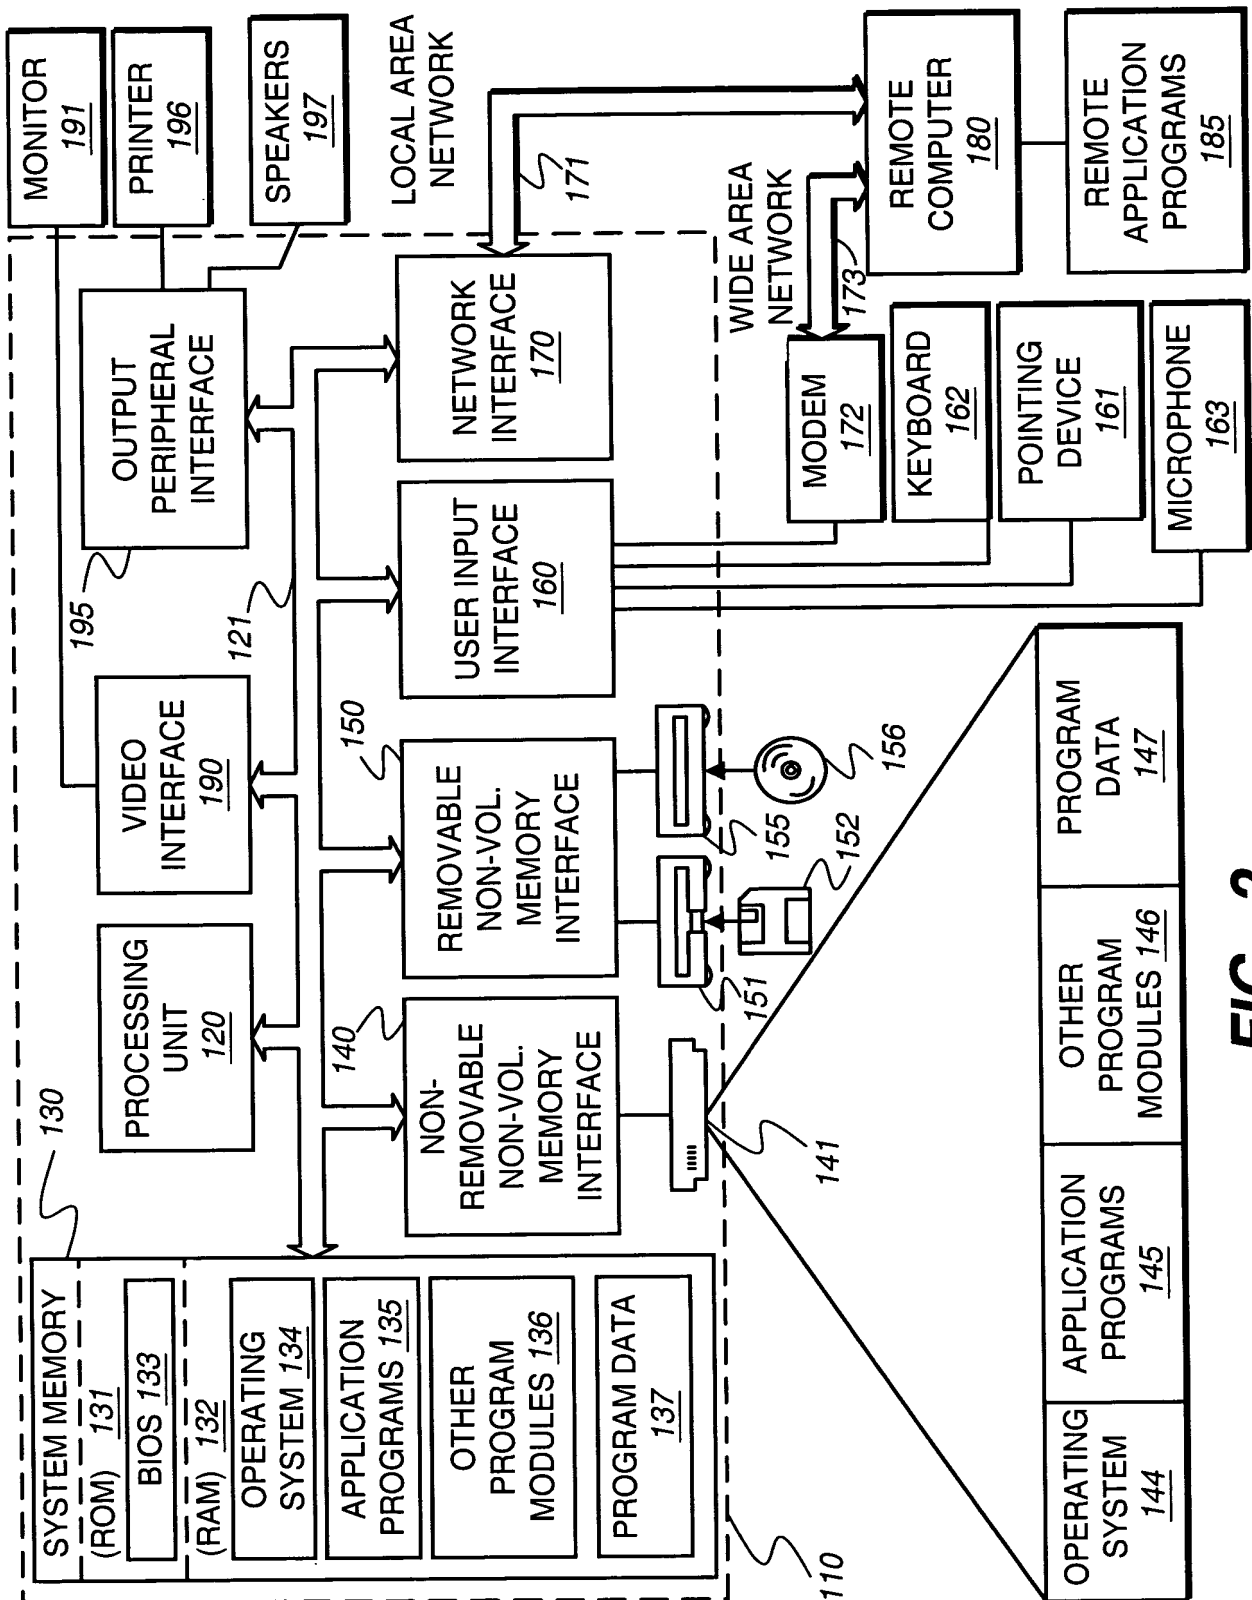 SYSTEM MEMORY
(ROM) 131
BIOS 133
(RAM) 132
OPERATING
SYSTEM 134
APPLICATION
PROGRAMS 135
OTHER
PROGRAM
MODULES 136
PROGRAM DATA
137
130
110
PROCESSING
UNIT
120
VIDEO
INTERFACE
190
OUTPUT
PERIPHERAL
INTERFACE
195
121
MONITOR
191
PRINTER
196
SPEAKERS
197
NON-
REMOVABLE
NON-VOL.
MEMORY
INTERFACE
140
REMOVABLE
NON-VOL.
MEMORY
INTERFACE
150
USER INPUT
INTERFACE
160
NETWORK
INTERFACE
170
LOCAL AREA
NETWORK
171
WIDE AREA
NETWORK
173
141
151
152
155
156
MODEM
172
KEYBOARD
162
POINTING
DEVICE
161
MICROPHONE
163
REMOTE
COMPUTER
180
REMOTE
APPLICATION
PROGRAMS
185
OPERATING
SYSTEM
144
APPLICATION
PROGRAMS
145
OTHER
PROGRAM
MODULES 146
PROGRAM
DATA
147